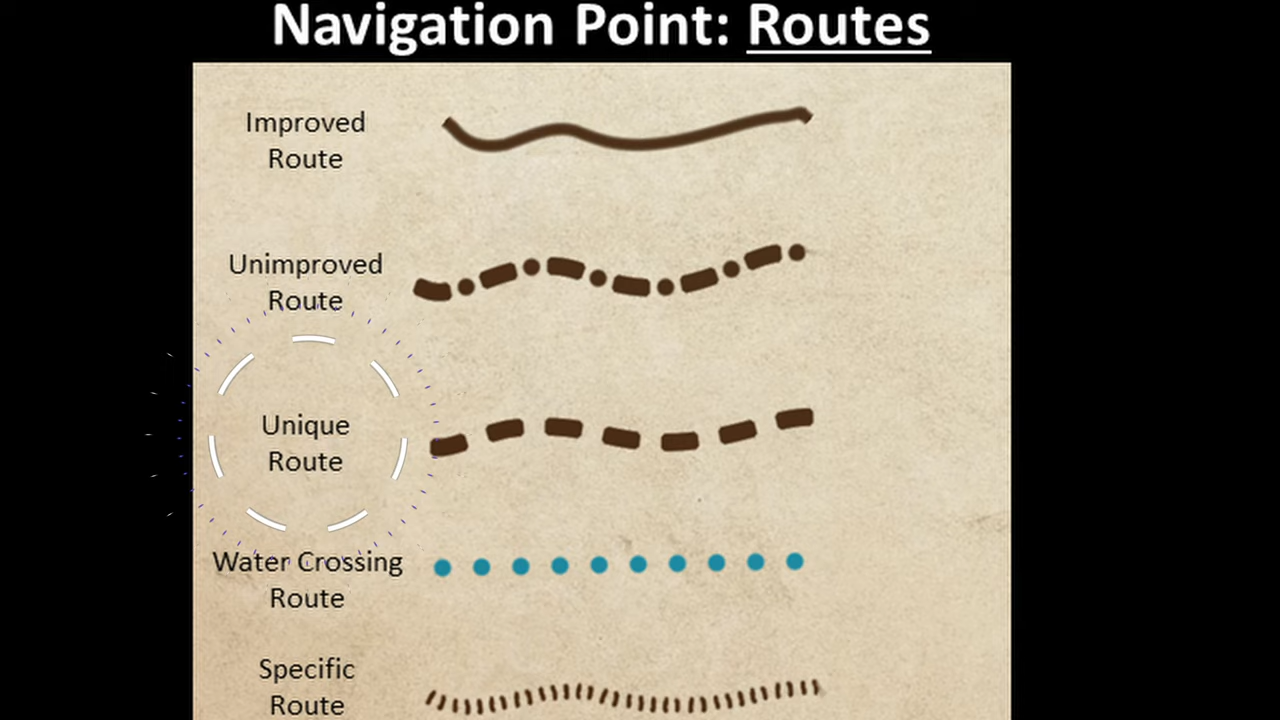 Navigation Point: Routes
Improved
Route
Unimproved
Route
Unique
Route
Water Crossing
Route
Specific
Route